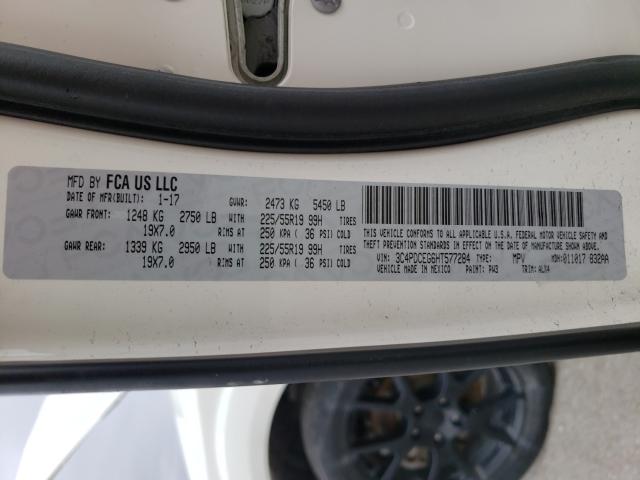 MFD BY FCA US LLC
DATE OF MFR(BUILT): 1-17 GVWR: 2473 KG 5450 LB
GAWR FRONT: 1248 KG 2750 LB WITH 225/55R19 99H TIRES
19X7.0 RIMS AT 250 KPA ( 36 PSI) COLD
GAWR REAR: 1339 KG 2950 LB WITH 225/55R19 99H TIRES
19X7.0 RIMS AT 250 KPA ( 36 PSI) COLD
THIS VEHICLE CONFORMS TO ALL APPLICABLE U.S.A. FEDERAL MOTOR VEHICLE SAFETY AND
THEFT PREVENTION STANDARDS IN EFFECT ON THE DATE OF MANUFACTURE SHOWN ABOVE.
VIN: 3C4PDCEG6HT577284 TYPE: MPV MDH: 011017 832AA
VEHICLE MADE IN MEXICO PAINT: PW3 TRIM: ALX4